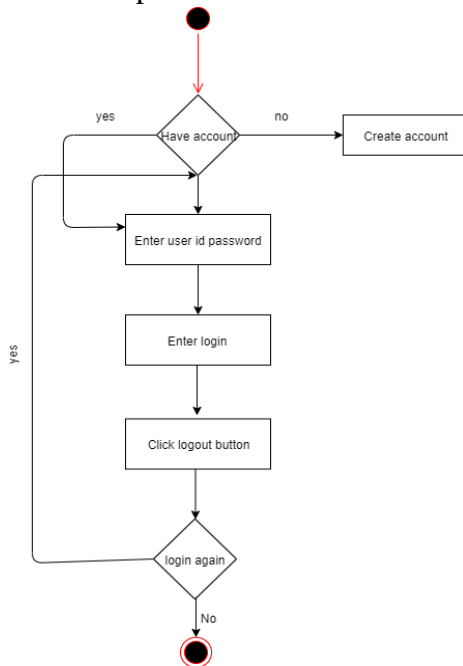 yes
no
Have account
Create account
Enter user id password
Enter login
yes
Click logout button
login again
No